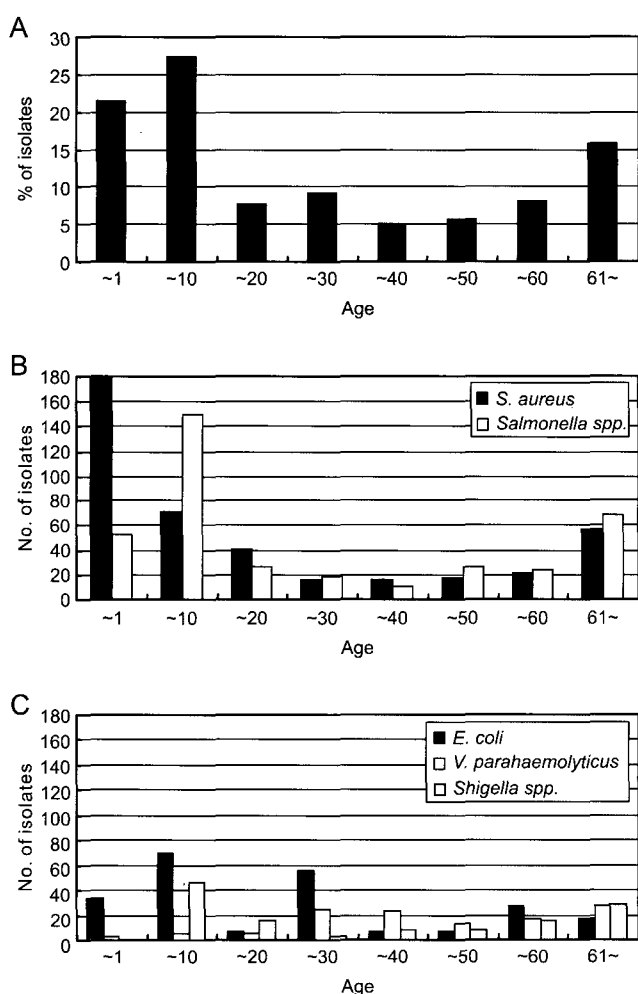 A
% of isolates
30
25
20
15
10
5
0
~1 ~10 ~20 ~30 ~40 ~50 ~60 61~
Age
B
No. of isolates
180
160
140
120
100
80
60
40
20
0
S. aureus
Salmonella spp.
~1 ~10 ~20 ~30 ~40 ~50 ~60 61~
Age
C
No. of isolates
180
160
140
120
100
80
60
40
20
0
E. coli
V. parahaemolyticus
Shigella spp.
~1 ~10 ~20 ~30 ~40 ~50 ~60 61~
Age